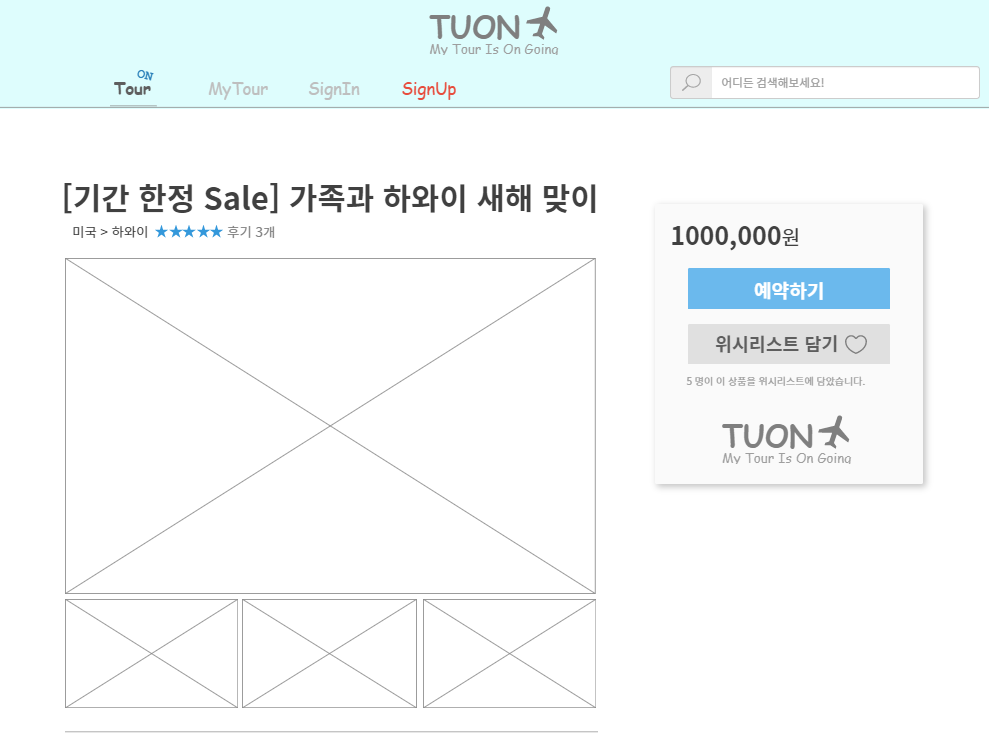 TUON
My Tour Is On Going
ON
Tour MyTour SignIn SignUp 어디든 검색해보세요!
[기간 한정 Sale] 가족과 하와이 새해 맞이
미국 > 하와이 ★★★★★ 후기 3개
1000,000원
예약하기
위시리스트 담기
5 명이 이 상품을 위시리스트에 담았습니다.
TUON
My Tour Is On Going